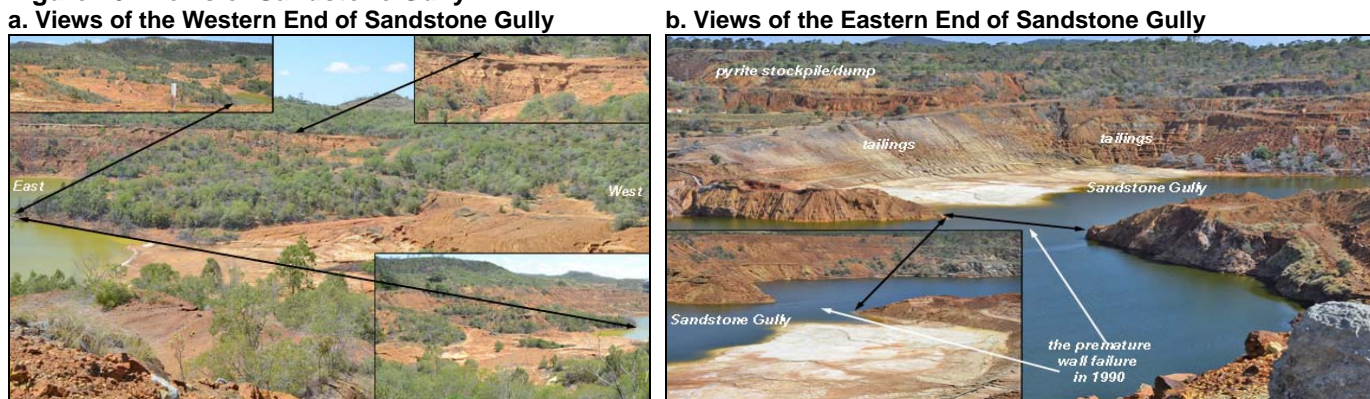 a. Views of the Western End of Sandstone Gully
b. Views of the Eastern End of Sandstone Gully
East
West
pyrite stockpile/dump
tailings
tailings
Sandstone Gully
Sandstone Gully
the premature
wall failure
in 1990